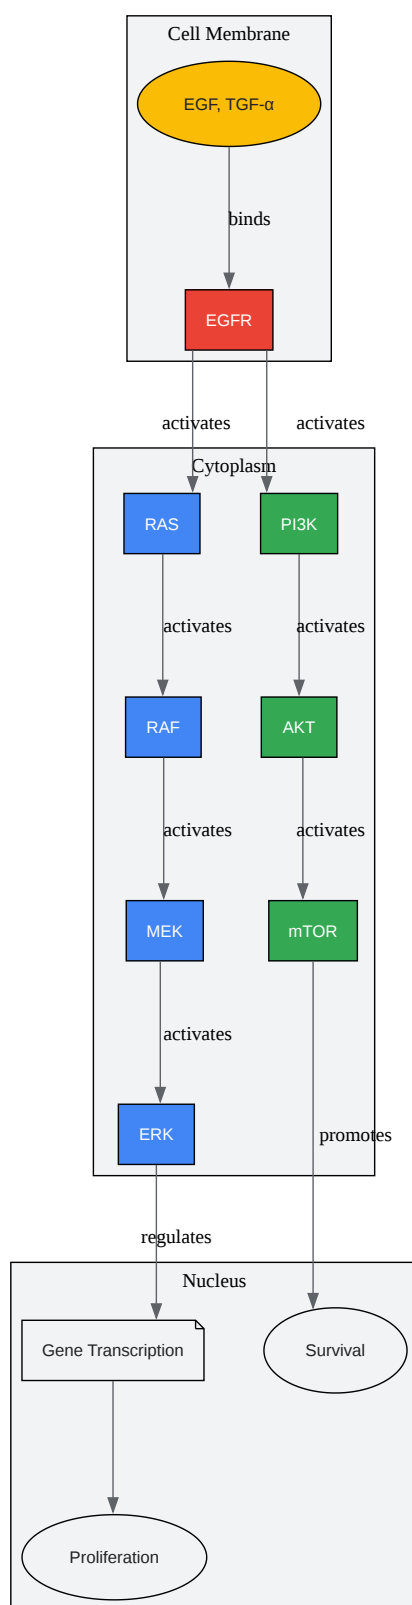 Cell Membrane
EGF, TGF-α
binds
EGFR
activates
activates
Cytoplasm
RAS
PI3K
activates
activates
RAF
AKT
activates
activates
MEK
mTOR
activates
ERK
promotes
regulates
Nucleus
Gene Transcription
Survival
Proliferation